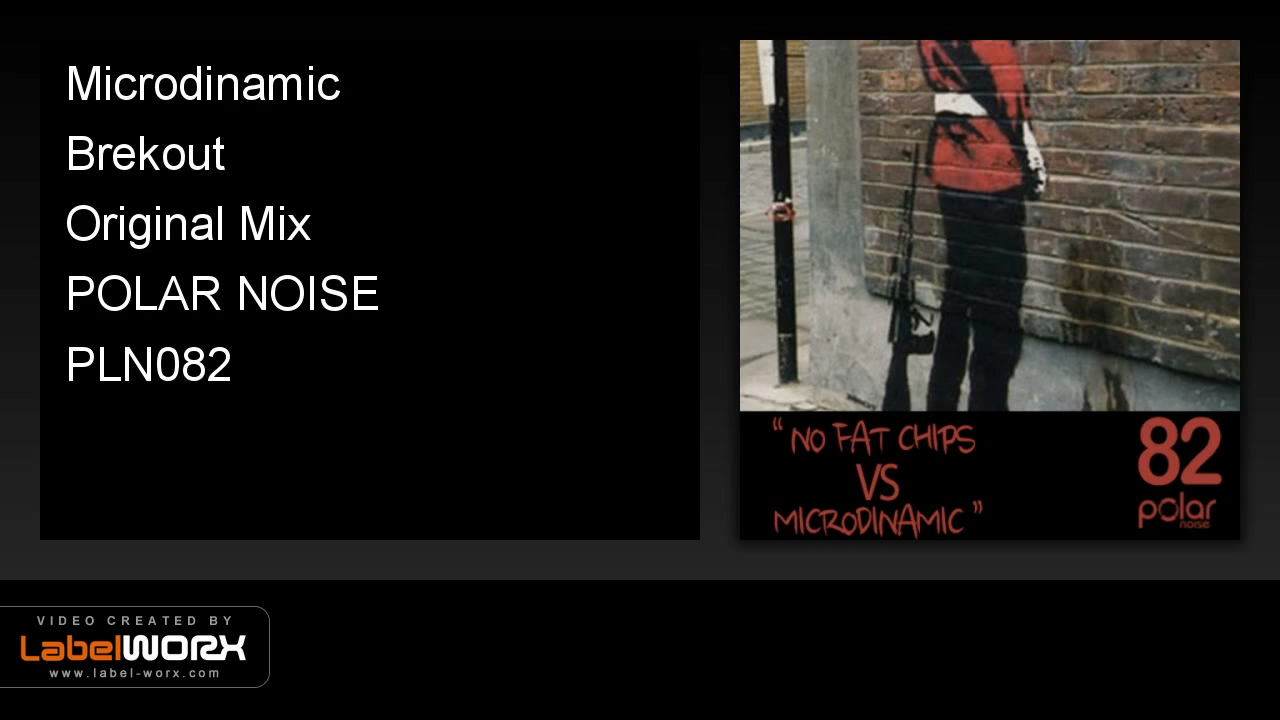 Microdinamic
Brekout
Original Mix
POLAR NOISE
PLN082
“ NO FAT CHIPS
VS
MICRODINAMIC ”
82
polar
noise
VIDEO CREATED BY
LabelWORX
www.label-worx.com